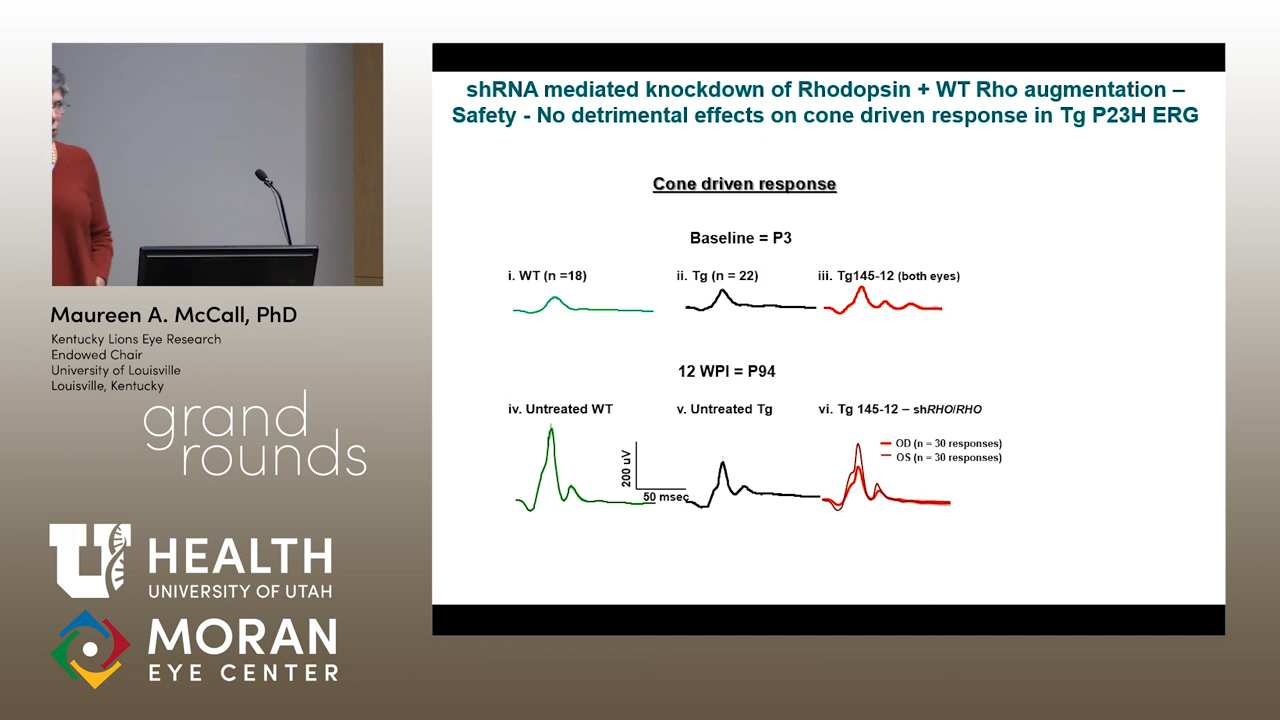 shRNA mediated knockdown of Rhodopsin + WT Rho augmentation –
Safety - No detrimental effects on cone driven response in Tg P23H ERG
Cone driven response
Baseline = P3
i. WT (n =18)
ii. Tg (n = 22)
iii. Tg145-12 (both eyes)
12 WPI = P94
iv. Untreated WT
v. Untreated Tg
vi. Tg 145-12 – shRHO/RHO
OD (n = 30 responses)
OS (n = 30 responses)
200 uV
50 msec
Maureen A. McCall, PhD
Kentucky Lions Eye Research
Endowed Chair
University of Louisville
Louisville, Kentucky
grand
rounds
U HEALTH
UNIVERSITY OF UTAH
MORAN
EYE CENTER